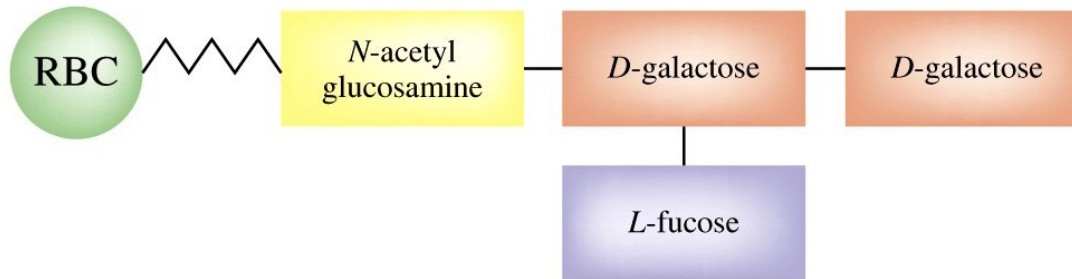 RBC
N-acetyl
glucosamine
D-galactose
D-galactose
L-fucose